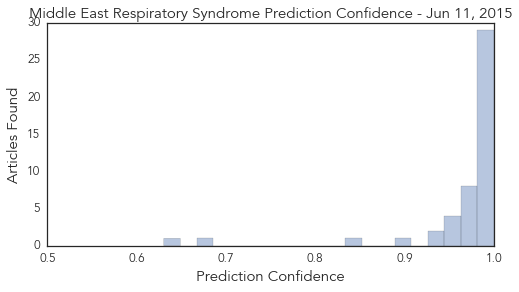 Middle East Respiratory Syndrome Prediction Confidence - Jun 11, 2015
30
25
20
15
10
5
0
Articles Found
0.5 0.6 0.7 0.8 0.9 1.0
Prediction Confidence